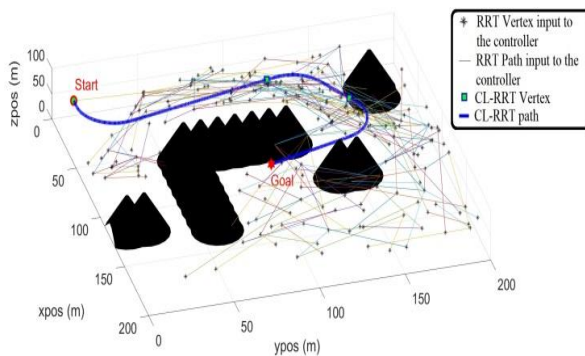 100
50
0
zpos (m)
0
50
100
150
200
xpos (m)
0
50
100
150
200
ypos (m)
Start
Goal
RRT Vertex input to
the controller
RRT Path input to the
controller
CL-RRT Vertex
CL-RRT path